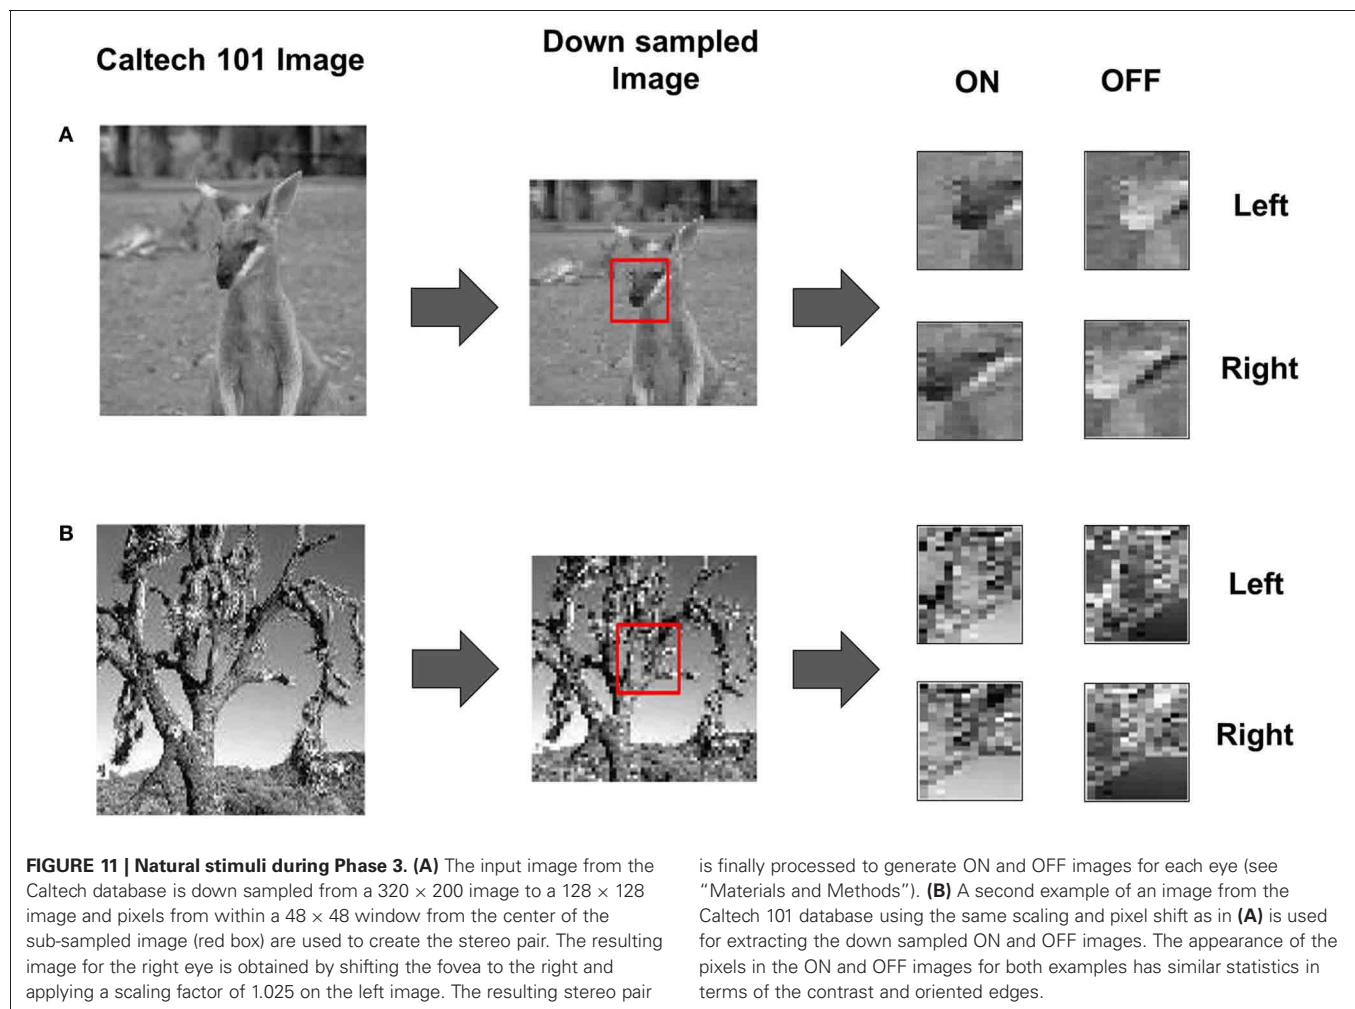 Caltech 101 Image
Down sampled
Image
ON
OFF
A
Left
Right
B
Left
Right
FIGURE 11 | Natural stimuli during Phase 3. (A) The input image from the
Caltech database is down sampled from a 320 × 200 image to a 128 × 128
image and pixels from within a 48 × 48 window from the center of the
sub-sampled image (red box) are used to create the stereo pair. The resulting
image for the right eye is obtained by shifting the fovea to the right and
applying a scaling factor of 1.025 on the left image. The resulting stereo pair
is finally processed to generate ON and OFF images for each eye (see
“Materials and Methods”). (B) A second example of an image from the
Caltech 101 database using the same scaling and pixel shift as in (A) is used
for extracting the down sampled ON and OFF images. The appearance of the
pixels in the ON and OFF images for both examples has similar statistics in
terms of the contrast and oriented edges.